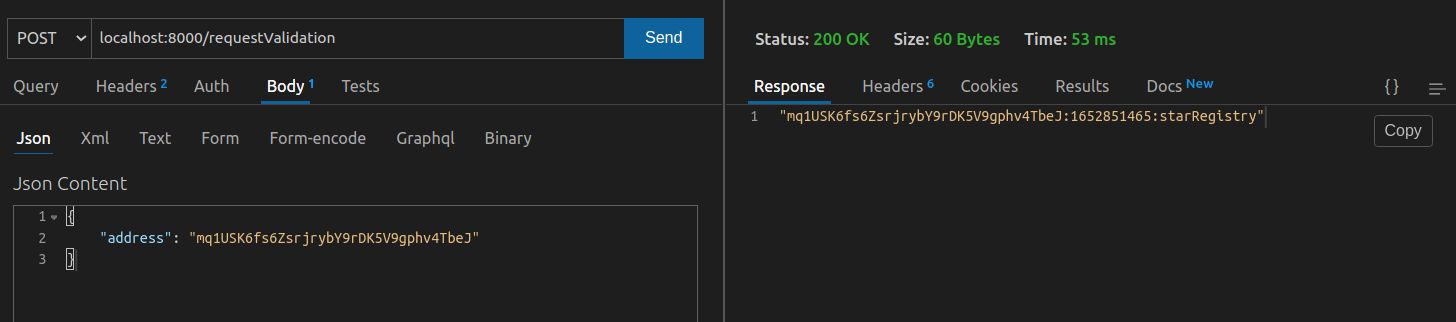 POST localhost:8000/requestValidation Send
Query Headers 2 Auth Body 1 Tests
Json Xml Text Form Form-encode Graphql Binary
Json Content
1 {
2 "address": "mq1USK6fs6ZsrjrybY9rDK5V9gphv4TbeJ"
3 }
Status: 200 OK Size: 60 Bytes Time: 53 ms
Response Headers 6 Cookies Results Docs New {}
1 "mq1USK6fs6ZsrjrybY9rDK5V9gphv4TbeJ:1652851465:starRegistry"
Copy